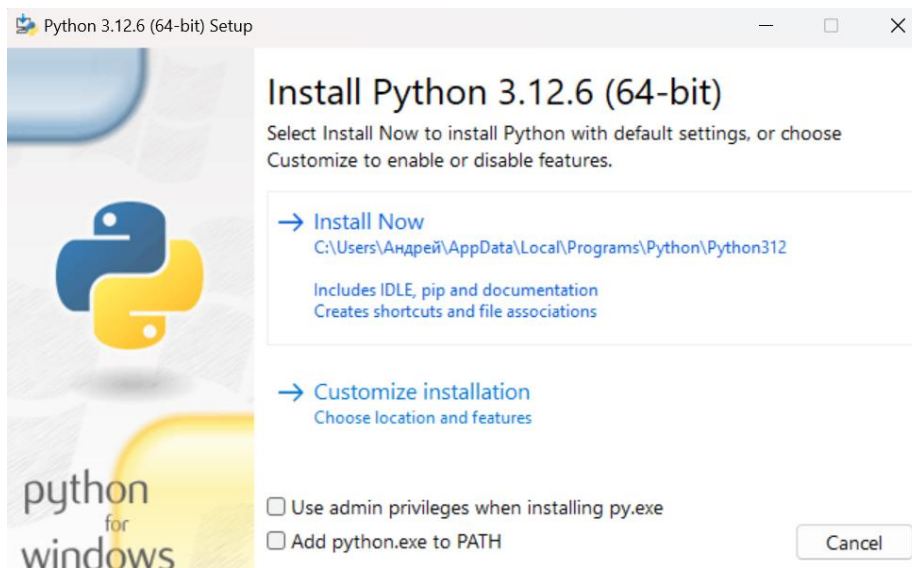 Python 3.12.6 (64-bit) Setup
Install Python 3.12.6 (64-bit)
Select Install Now to install Python with default settings, or choose
Customize to enable or disable features.
Install Now
C:\Users\Андрей\AppData\Local\Programs\Python\Python312
Includes IDLE, pip and documentation
Creates shortcuts and file associations
Customize installation
Choose location and features
python
for
windows
Use admin privileges when installing py.exe
Add python.exe to PATH
Cancel